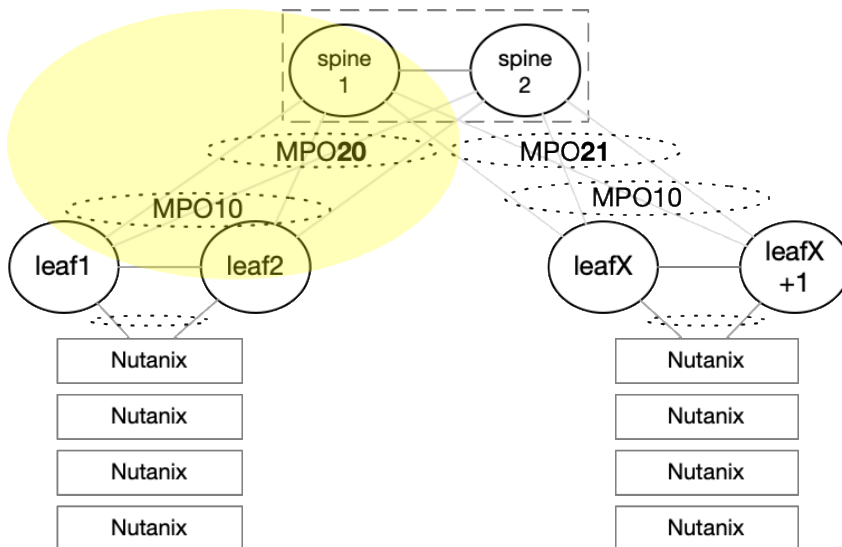 spine
1
spine
2
MPO20
MPO21
MPO10
MPO10
leaf1
leaf2
leafX
leafX
+1
Nutanix
Nutanix
Nutanix
Nutanix
Nutanix
Nutanix
Nutanix
Nutanix